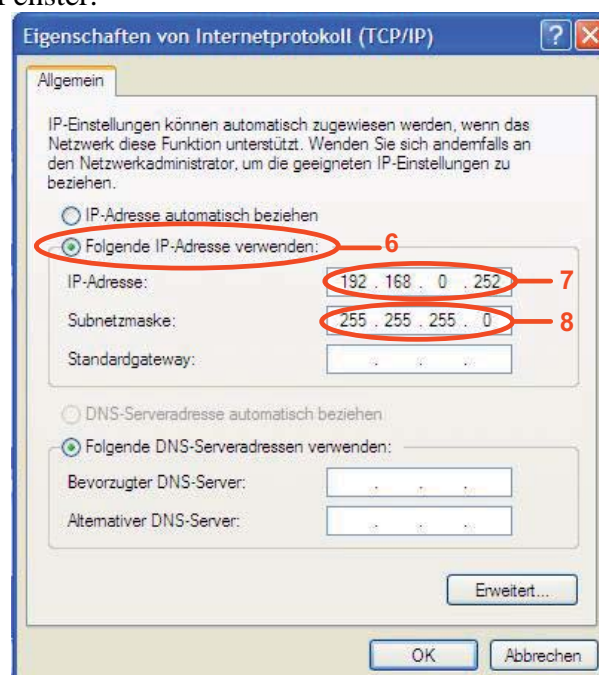 Fenster:
Eigenschaften von Internetprotokoll (TCP/IP)
Allgemein
IP-Einstellungen können automatisch zugewiesen werden, wenn das
Netzwerk diese Funktion unterstützt. Wenden Sie sich andernfalls an
den Netzwerkadministrator, um die geeigneten IP-Einstellungen zu
beziehen.
IP-Adresse automatisch beziehen
Folgende IP-Adresse verwenden: 6
IP-Adresse: 192 . 168 . 0 . 252 7
Subnetzmaske: 255 . 255 . 255 . 0 8
Standardgateway: . . .
DNS-Serveradresse automatisch beziehen
Folgende DNS-Serveradressen verwenden:
Bevorzugter DNS-Server: . . .
Alternativer DNS-Server: . . .
Erweitert...
OK Abbrechen